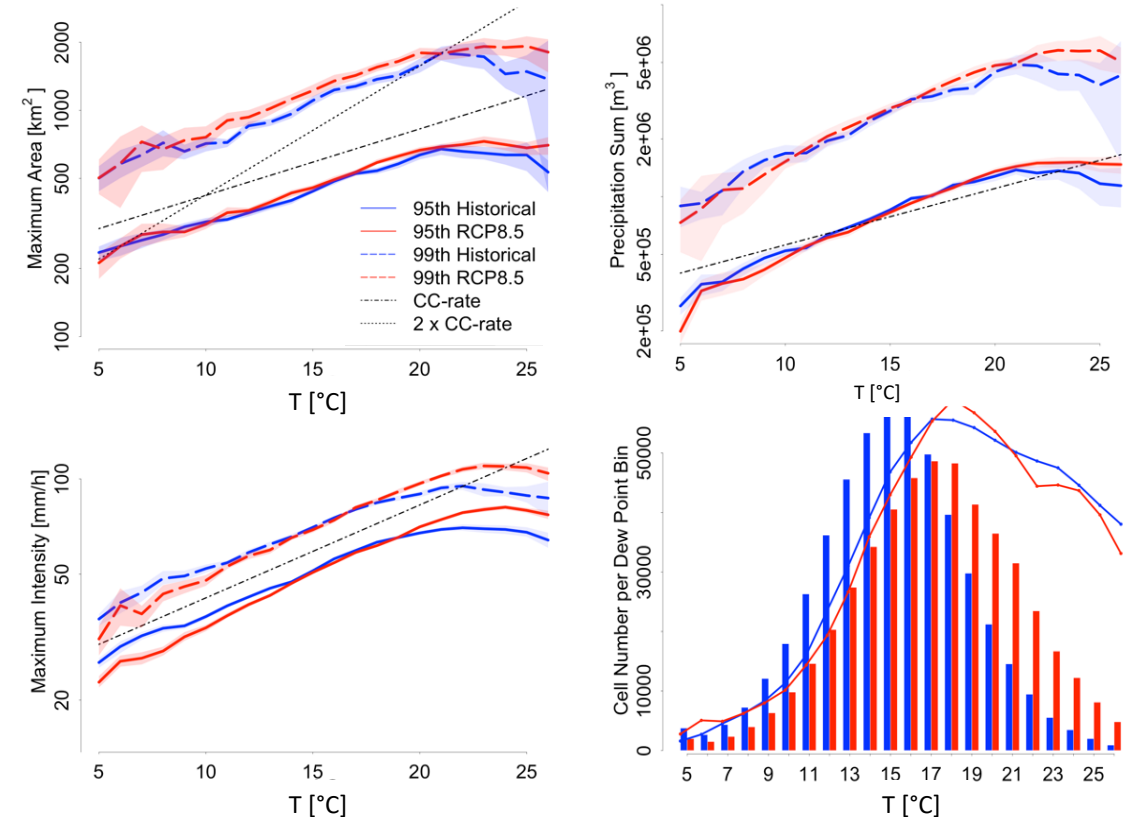 Maximum Area [km2]
2000
1000
500
200
100
95th Historical
95th RCP8.5
99th Historical
99th RCP8.5
CC-rate
2 x CC-rate
5 10 15 20 25
T [°C]
Precipitation Sum [m3 ]
5e+06
2e+06
5e+05
2e+05
5 10 15 20 25
T [°C]
Maximum Intensity [mm/h]
100
50
20
5 10 15 20 25
T [°C]
Cell Number per Dew Point Bin
50000
30000
10000
0
5 7 9 11 13 15 17 19 21 23 25
T [°C]